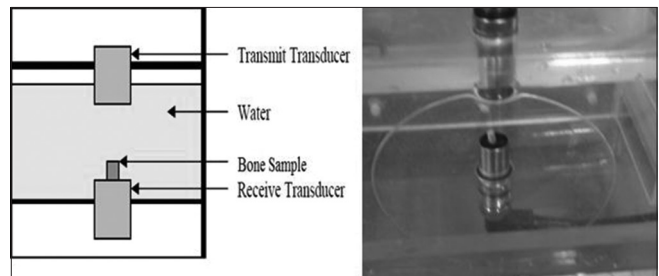 Transmit Transducer
Water
Bone Sample
Receive Transducer